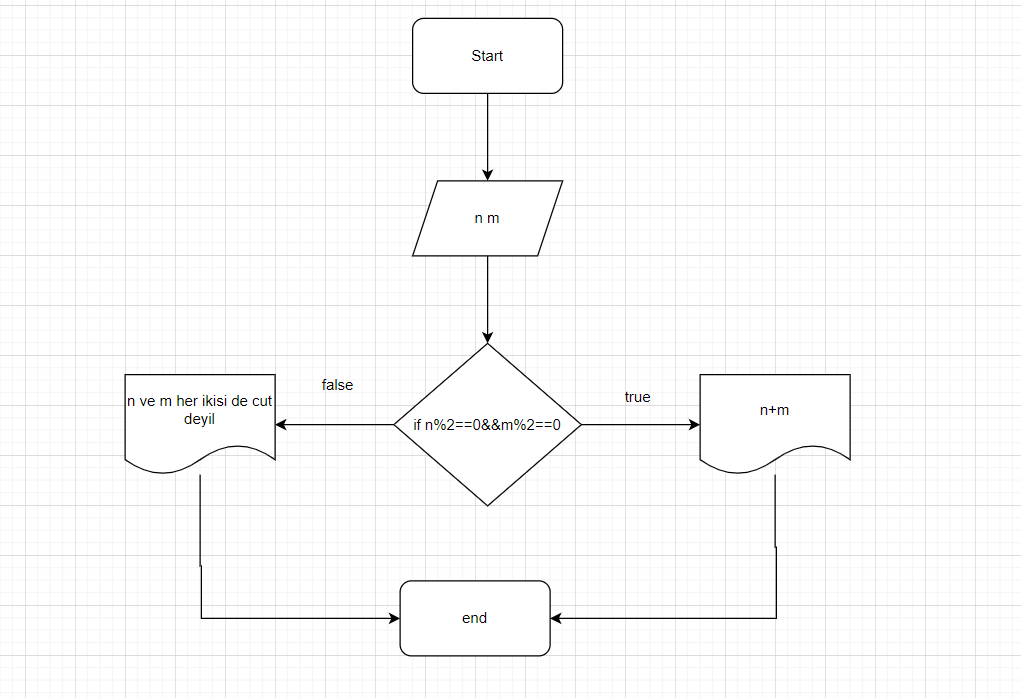 Start
n m
false
true
n ve m her ikisi de cut
deyil
if n%2==0&&m%2==0
n+m
end